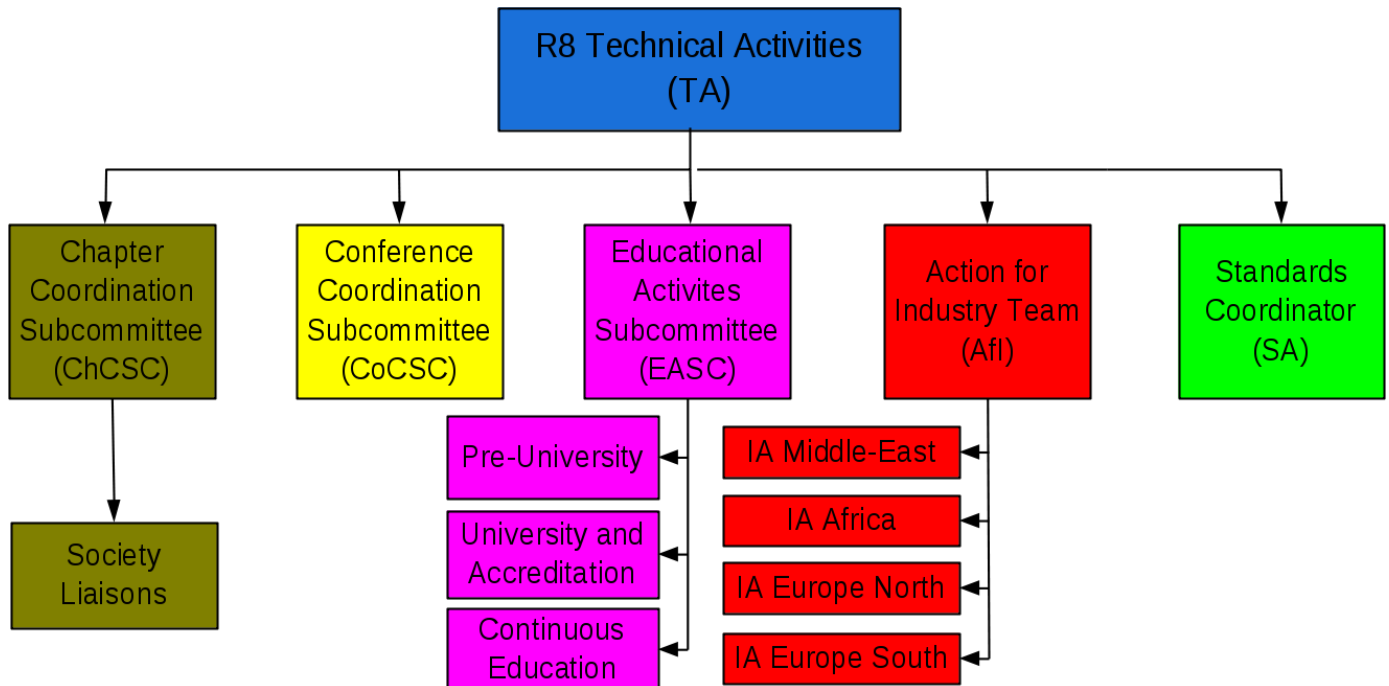 R8 Technical Activities
(TA)
Chapter
Coordination
Subcommittee
(ChCSC)
Conference
Coordination
Subcommittee
(CoCSC)
Educational
Activites
Subcommittee
(EASC)
Action for
Industry Team
(AfI)
Standards
Coordinator
(SA)
Society
Liaisons
Pre-University
University and
Accreditation
Continuous
Education
IA Middle-East
IA Africa
IA Europe North
IA Europe South